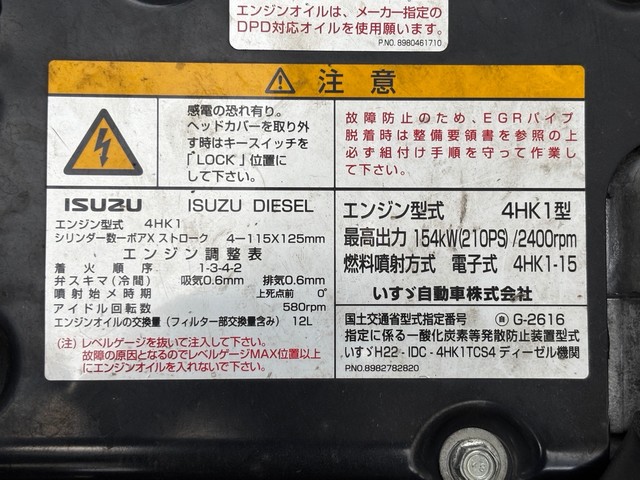 エンジンオイルは、メーカー指定の
DPD対応オイルを使用願います。
P.NO. 8980461710
注意
感電の恐れ有り。
ヘッドカバーを取り外
す時はキースイッチを
「LOCK」位置に
して下さい。
故障防止のため、EGRパイプ
脱着時は整備要領書を参照の上
必ず組付け手順を守って作業し
て下さい。
ISUZU ISUZU DIESEL
エンジン型式 4HK1
シリンダー数ーボアX ストローク 4－115X125mm
エンジン調整表
着火順序 1-3-4-2
弁スキマ(冷間) 吸気0.6mm 排気0.6mm
噴射始メ時期 上死点前 0°
アイドル回転数 580rpm
エンジンオイルの交換量(フィルター部交換量含み) 12L
(注)レベルゲージを抜いて注入して下さい。
故障の原因となるのでレベルゲージMAX位置以上
にエンジンオイルを入れないで下さい。
エンジン型式 4HK1型
最高出力 154kW(210PS)/2400rpm
燃料噴射方式 電子式 4HK1-15
いすゞ自動車株式会社
国土交通省型式指定番号 自 G-2616
指定に係る一酸化炭素等発散防止装置型式
いすゞH22-IDC-4HK1TCS4 ディーゼル機関
P.NO.8982782820